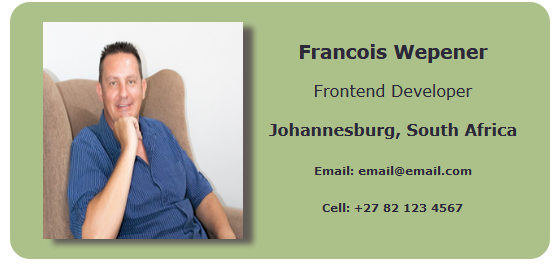 Francois Wepener
Frontend Developer
Johannesburg, South Africa
Email: email@email.com
Cell: +27 82 123 4567